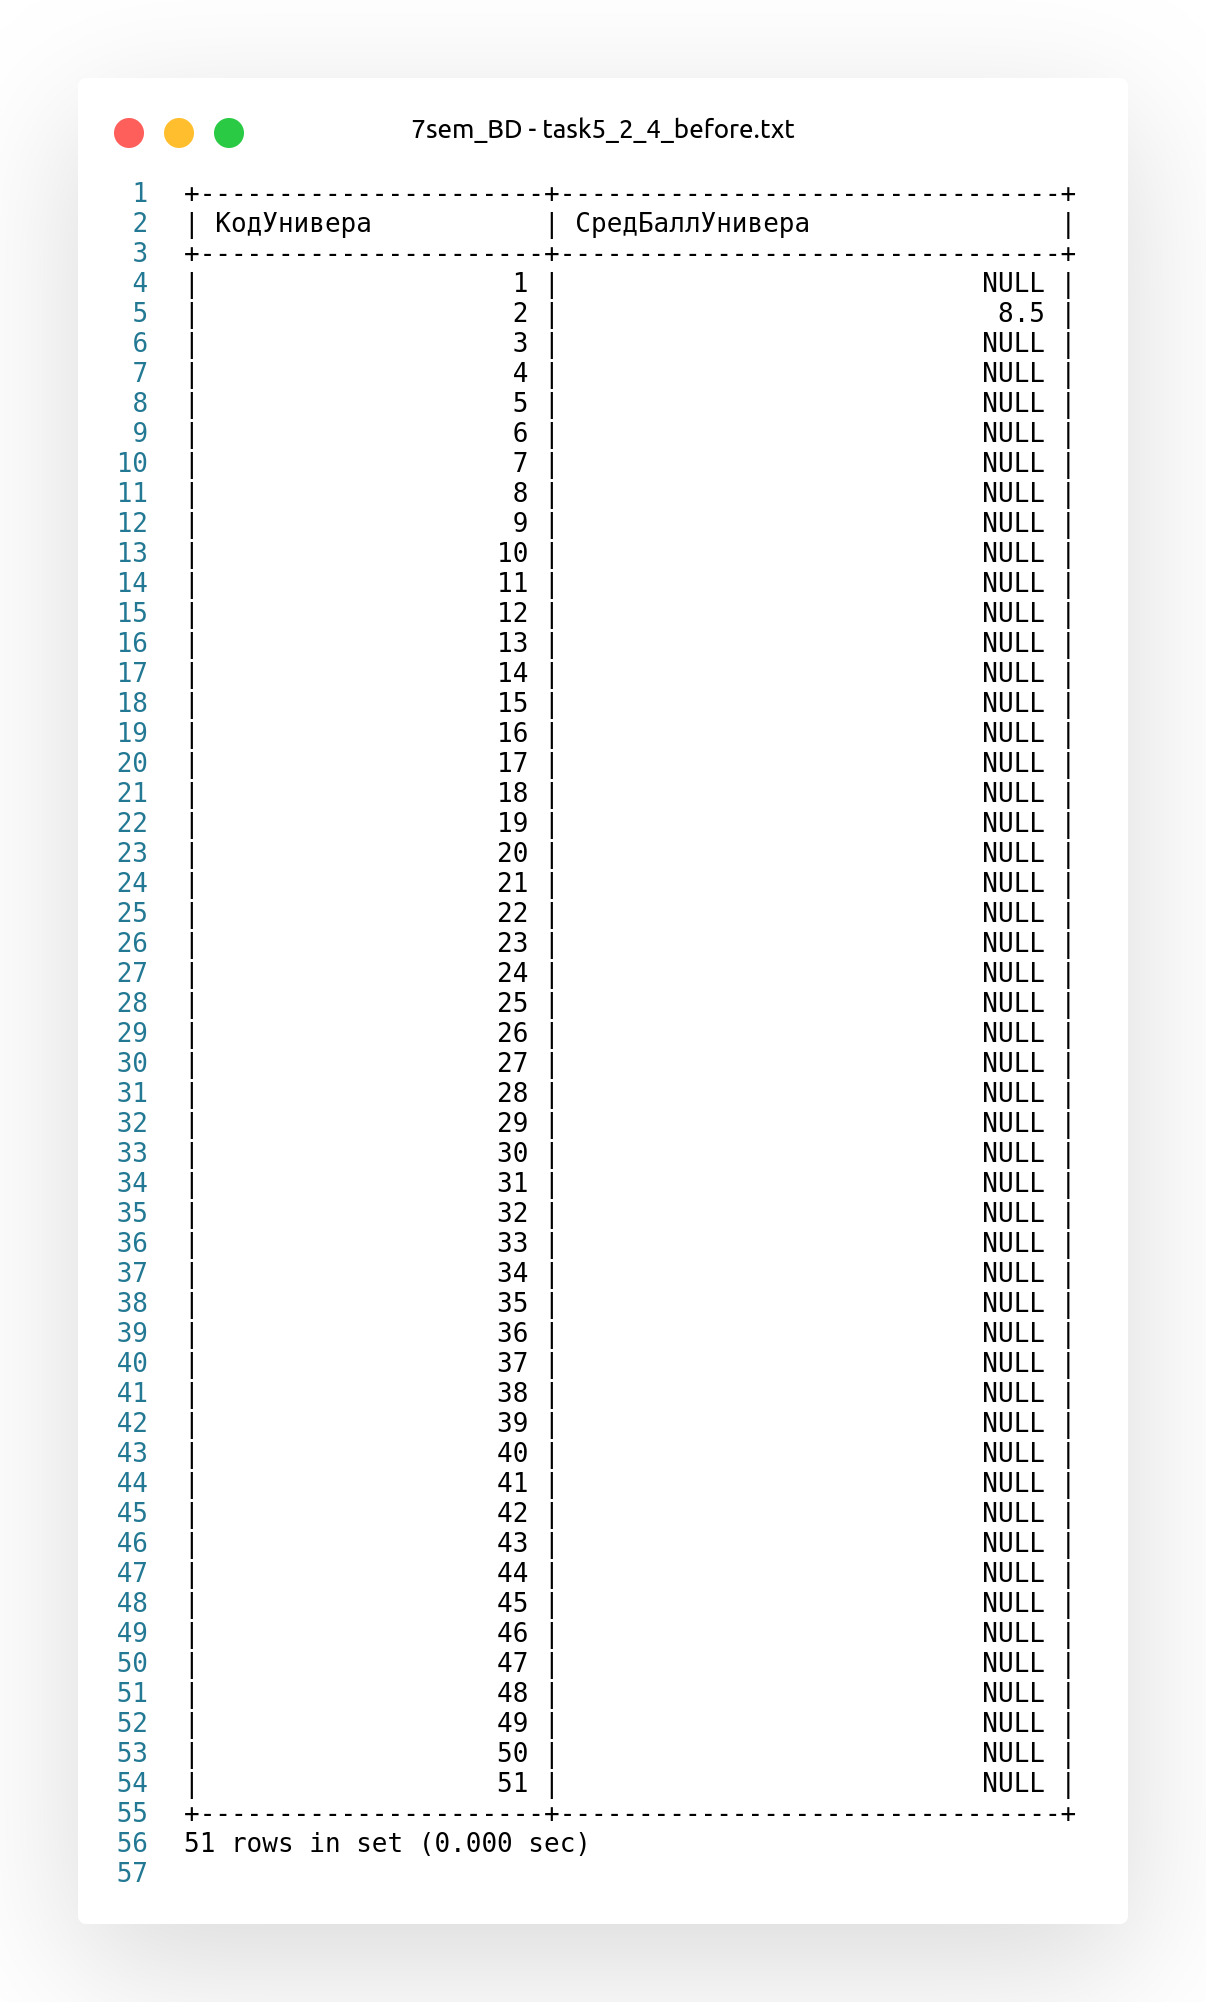 7sem_BD - task5_2_4_before.txt
1 +----------------------+--------------------------------+
2 | КодУнивера           | СредБаллУнивера                |
3 +----------------------+--------------------------------+
4 |                    1 |                           NULL |
5 |                    2 |                            8.5 |
6 |                    3 |                           NULL |
7 |                    4 |                           NULL |
8 |                    5 |                           NULL |
9 |                    6 |                           NULL |
10 |                    7 |                           NULL |
11 |                    8 |                           NULL |
12 |                    9 |                           NULL |
13 |                   10 |                           NULL |
14 |                   11 |                           NULL |
15 |                   12 |                           NULL |
16 |                   13 |                           NULL |
17 |                   14 |                           NULL |
18 |                   15 |                           NULL |
19 |                   16 |                           NULL |
20 |                   17 |                           NULL |
21 |                   18 |                           NULL |
22 |                   19 |                           NULL |
23 |                   20 |                           NULL |
24 |                   21 |                           NULL |
25 |                   22 |                           NULL |
26 |                   23 |                           NULL |
27 |                   24 |                           NULL |
28 |                   25 |                           NULL |
29 |                   26 |                           NULL |
30 |                   27 |                           NULL |
31 |                   28 |                           NULL |
32 |                   29 |                           NULL |
33 |                   30 |                           NULL |
34 |                   31 |                           NULL |
35 |                   32 |                           NULL |
36 |                   33 |                           NULL |
37 |                   34 |                           NULL |
38 |                   35 |                           NULL |
39 |                   36 |                           NULL |
40 |                   37 |                           NULL |
41 |                   38 |                           NULL |
42 |                   39 |                           NULL |
43 |                   40 |                           NULL |
44 |                   41 |                           NULL |
45 |                   42 |                           NULL |
46 |                   43 |                           NULL |
47 |                   44 |                           NULL |
48 |                   45 |                           NULL |
49 |                   46 |                           NULL |
50 |                   47 |                           NULL |
51 |                   48 |                           NULL |
52 |                   49 |                           NULL |
53 |                   50 |                           NULL |
54 |                   51 |                           NULL |
55 +----------------------+--------------------------------+
56 51 rows in set (0.000 sec)
57